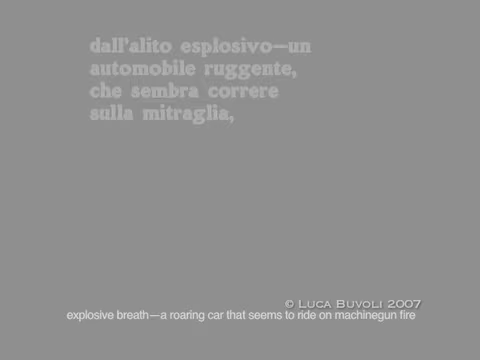 dall'alito esplosivo—un
automobile ruggente,
che sembra correre
sulla mitraglia,
© Luca Buvoli 2007
explosive breath—a roaring car that seems to ride on machinegun fire